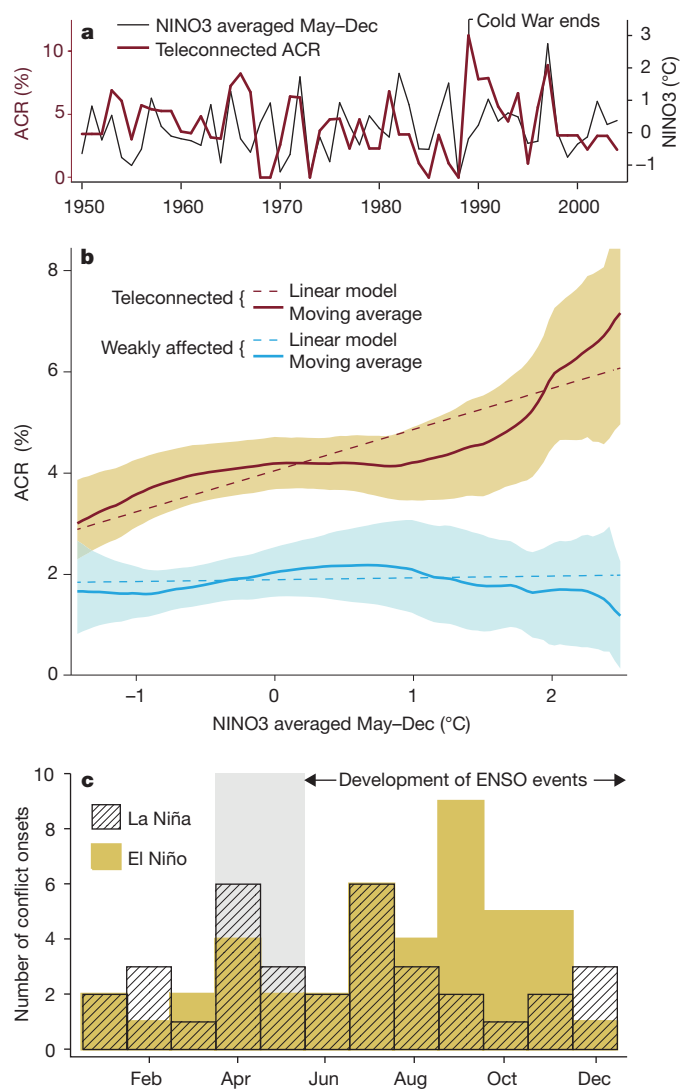 a
NINO3 averaged May–Dec
Teleconnected ACR
Cold War ends
ACR (%)
10
5
0
NINO3 (°C)
3
2
1
0
−1
1950 1960 1970 1980 1990 2000
b
Teleconnected { Linear model
Moving average
Weakly affected { Linear model
Moving average
ACR (%)
8
6
4
2
0
−1 0 1 2
NINO3 averaged May–Dec (°C)
c
Development of ENSO events
La Niña
El Niño
Number of conflict onsets
10
8
6
4
2
0
Feb Apr Jun Aug Oct Dec